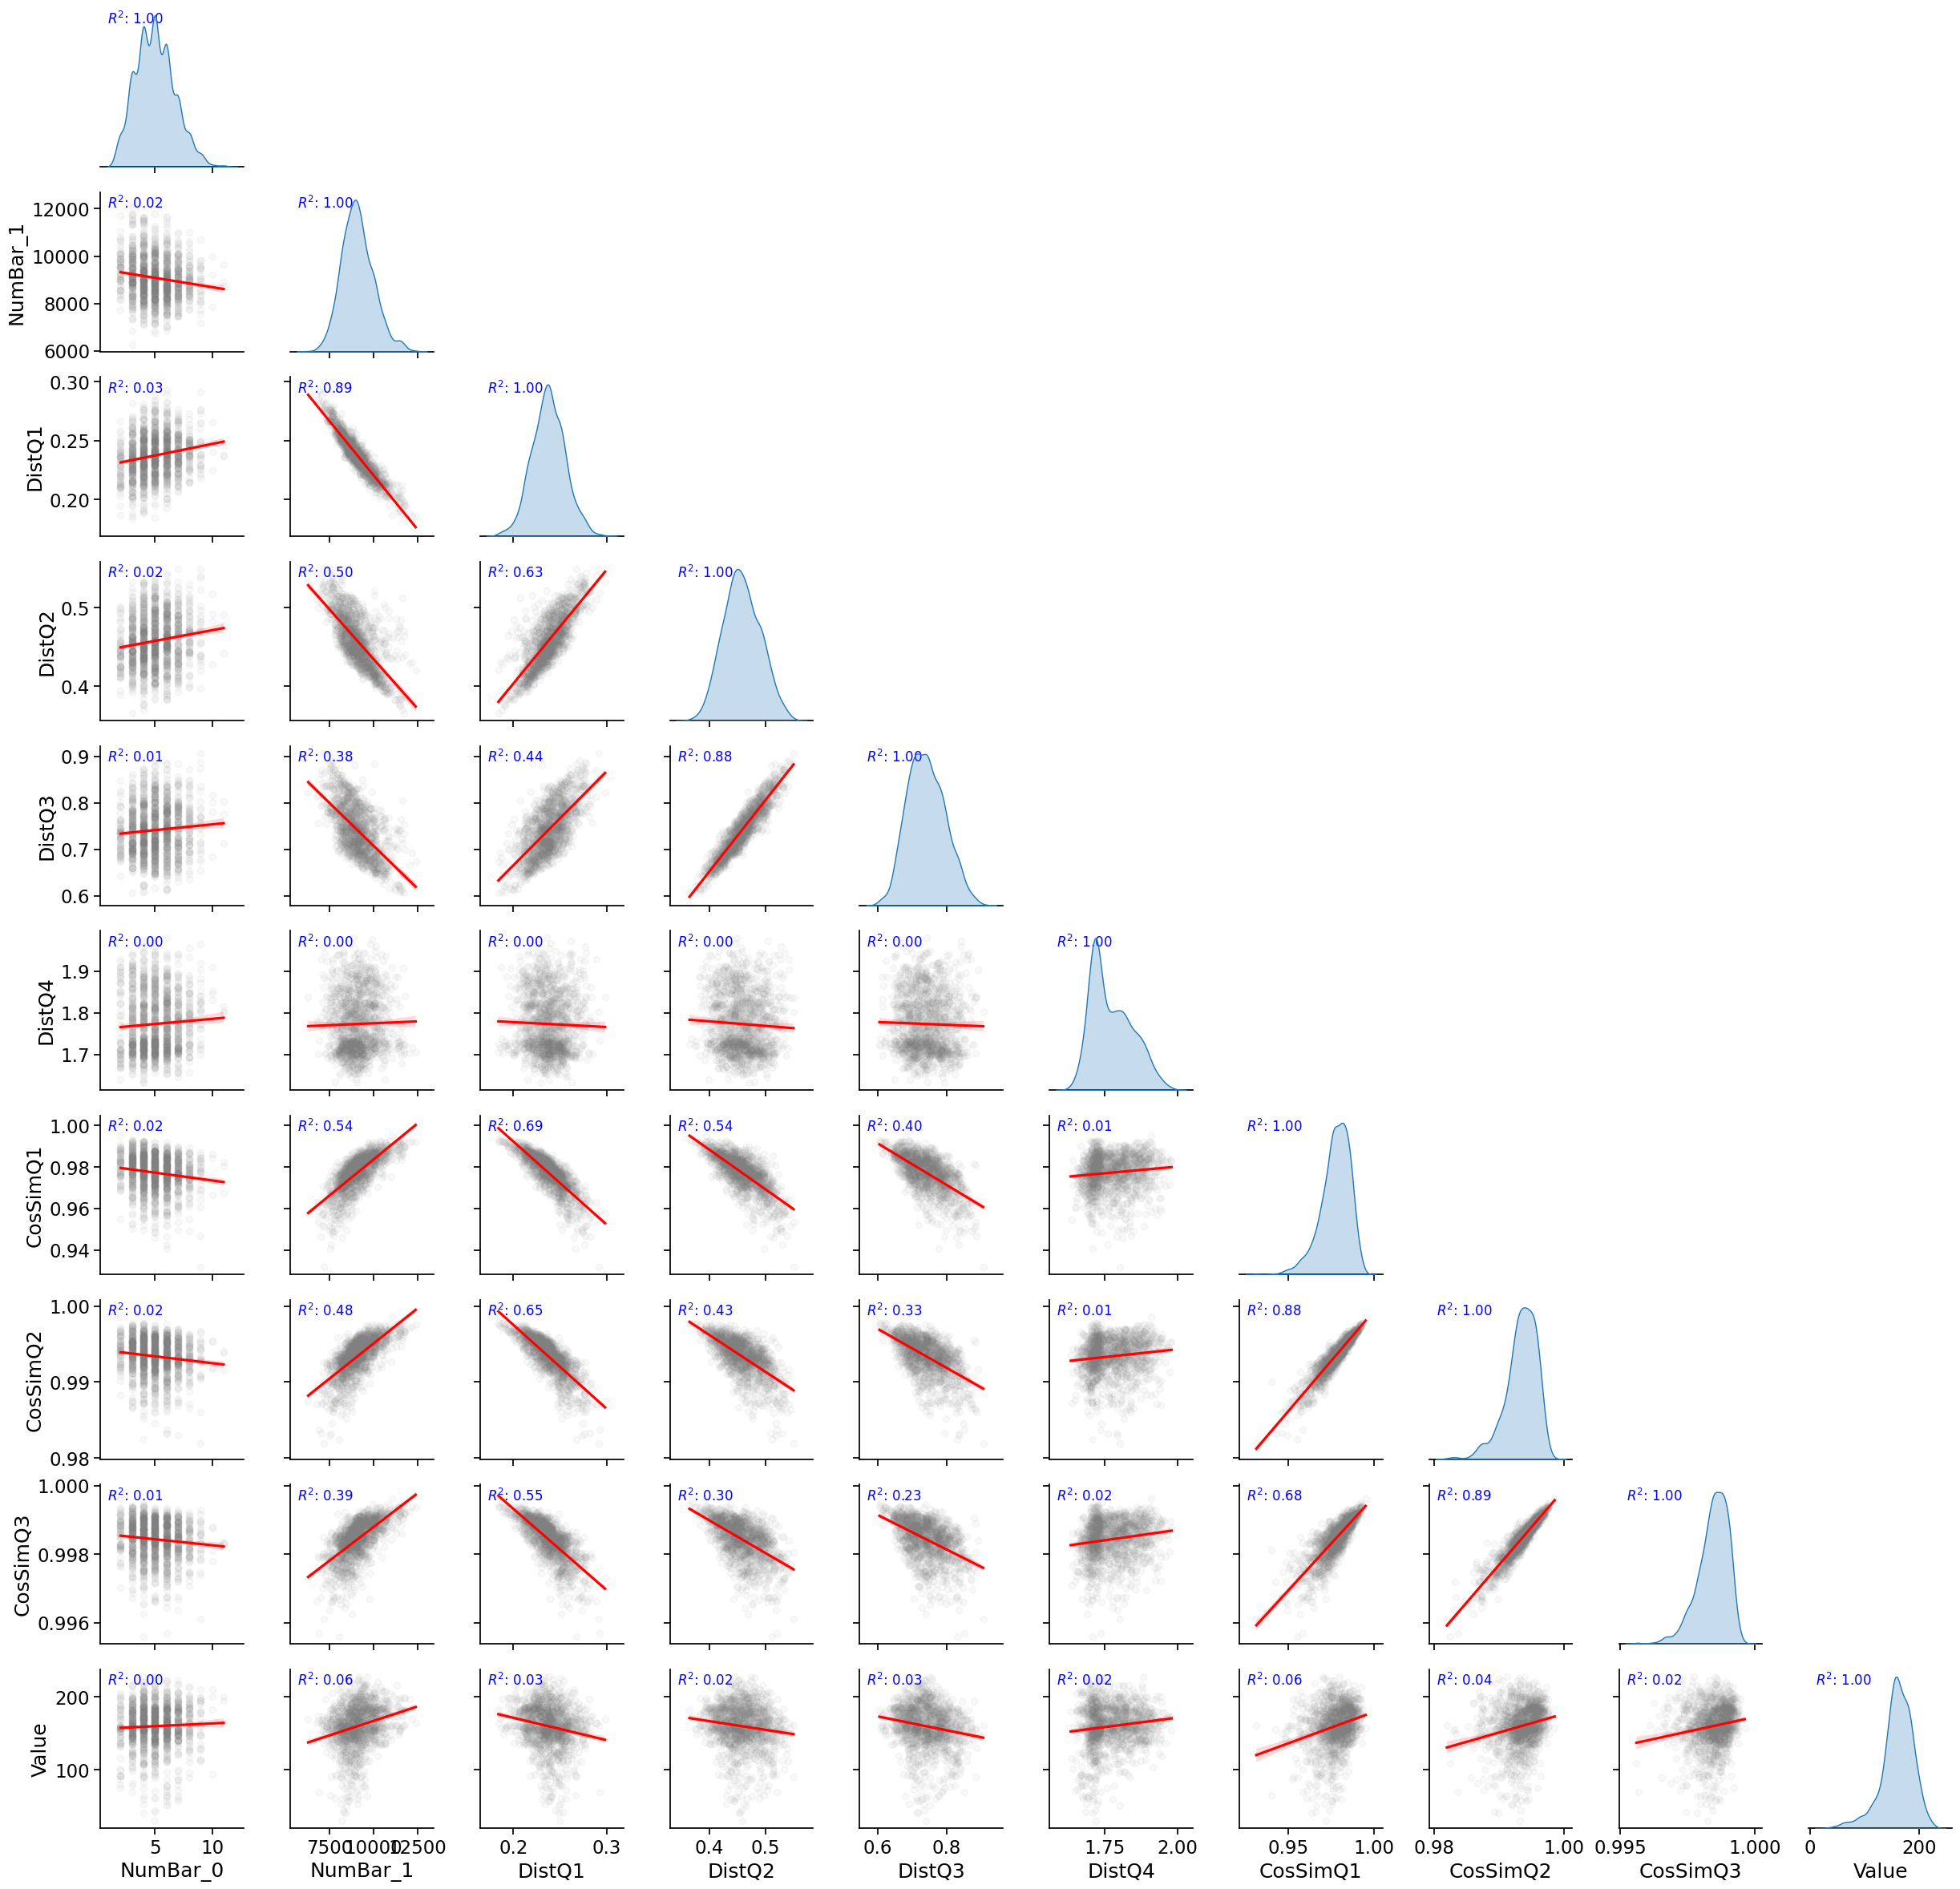 R²: 1.00
5 10
NumBar_1
12000
10000
8000
6000
R²: 0.02 R²: 1.00
DistQ1
0.30
0.25
0.20
R²: 0.03 R²: 0.89 R²: 1.00
DistQ2
0.5
0.4
R²: 0.02 R²: 0.50 R²: 0.63 R²: 1.00
DistQ3
0.9
0.8
0.7
0.6
R²: 0.01 R²: 0.38 R²: 0.44 R²: 0.88 R²: 1.00
DistQ4
1.9
1.8
1.7
R²: 0.00 R²: 0.00 R²: 0.00 R²: 0.00 R²: 0.00 R²: 1.00
CosSimQ1
1.00
0.98
0.96
0.94
R²: 0.02 R²: 0.54 R²: 0.69 R²: 0.54 R²: 0.40 R²: 0.01 R²: 1.00
CosSimQ2
1.00
0.99
0.98
R²: 0.02 R²: 0.48 R²: 0.65 R²: 0.43 R²: 0.33 R²: 0.01 R²: 0.88 R²: 1.00
CosSimQ3
1.000
0.998
0.996
R²: 0.01 R²: 0.39 R²: 0.55 R²: 0.30 R²: 0.23 R²: 0.02 R²: 0.68 R²: 0.89 R²: 1.00
Value
200
100
R²: 0.00 R²: 0.06 R²: 0.03 R²: 0.02 R²: 0.03 R²: 0.02 R²: 0.06 R²: 0.04 R²: 0.02 R²: 1.00
5 10 7500 10000 12500 0.2 0.3 0.4 0.5 0.6 0.8 1.75 2.00 0.95 1.00 0.98 1.00 0.995 1.000 0 200
NumBar_0 NumBar_1 DistQ1 DistQ2 DistQ3 DistQ4 CosSimQ1 CosSimQ2 CosSimQ3 Value